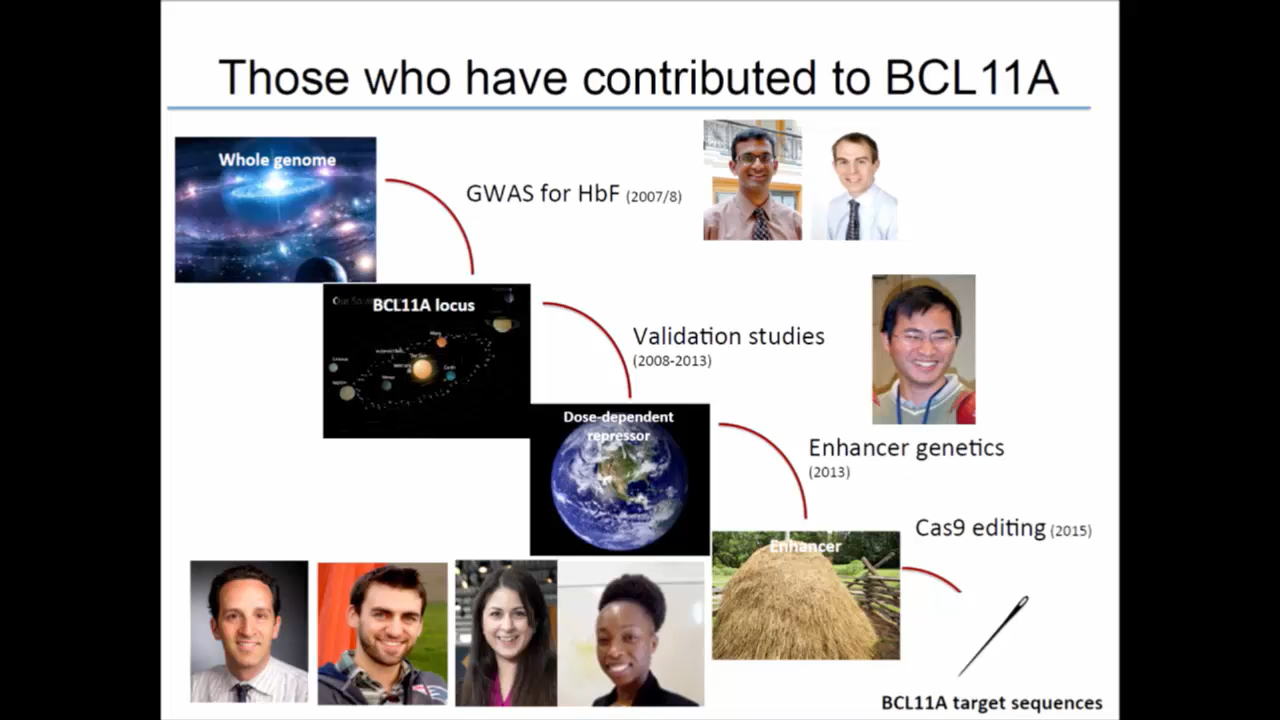 Those who have contributed to BCL11A
Whole genome
GWAS for HbF (2007/8)
BCL11A locus
Validation studies
(2008-2013)
Dose-dependent
repressor
Enhancer genetics
(2013)
Cas9 editing (2015)
Enhancer
BCL11A target sequences